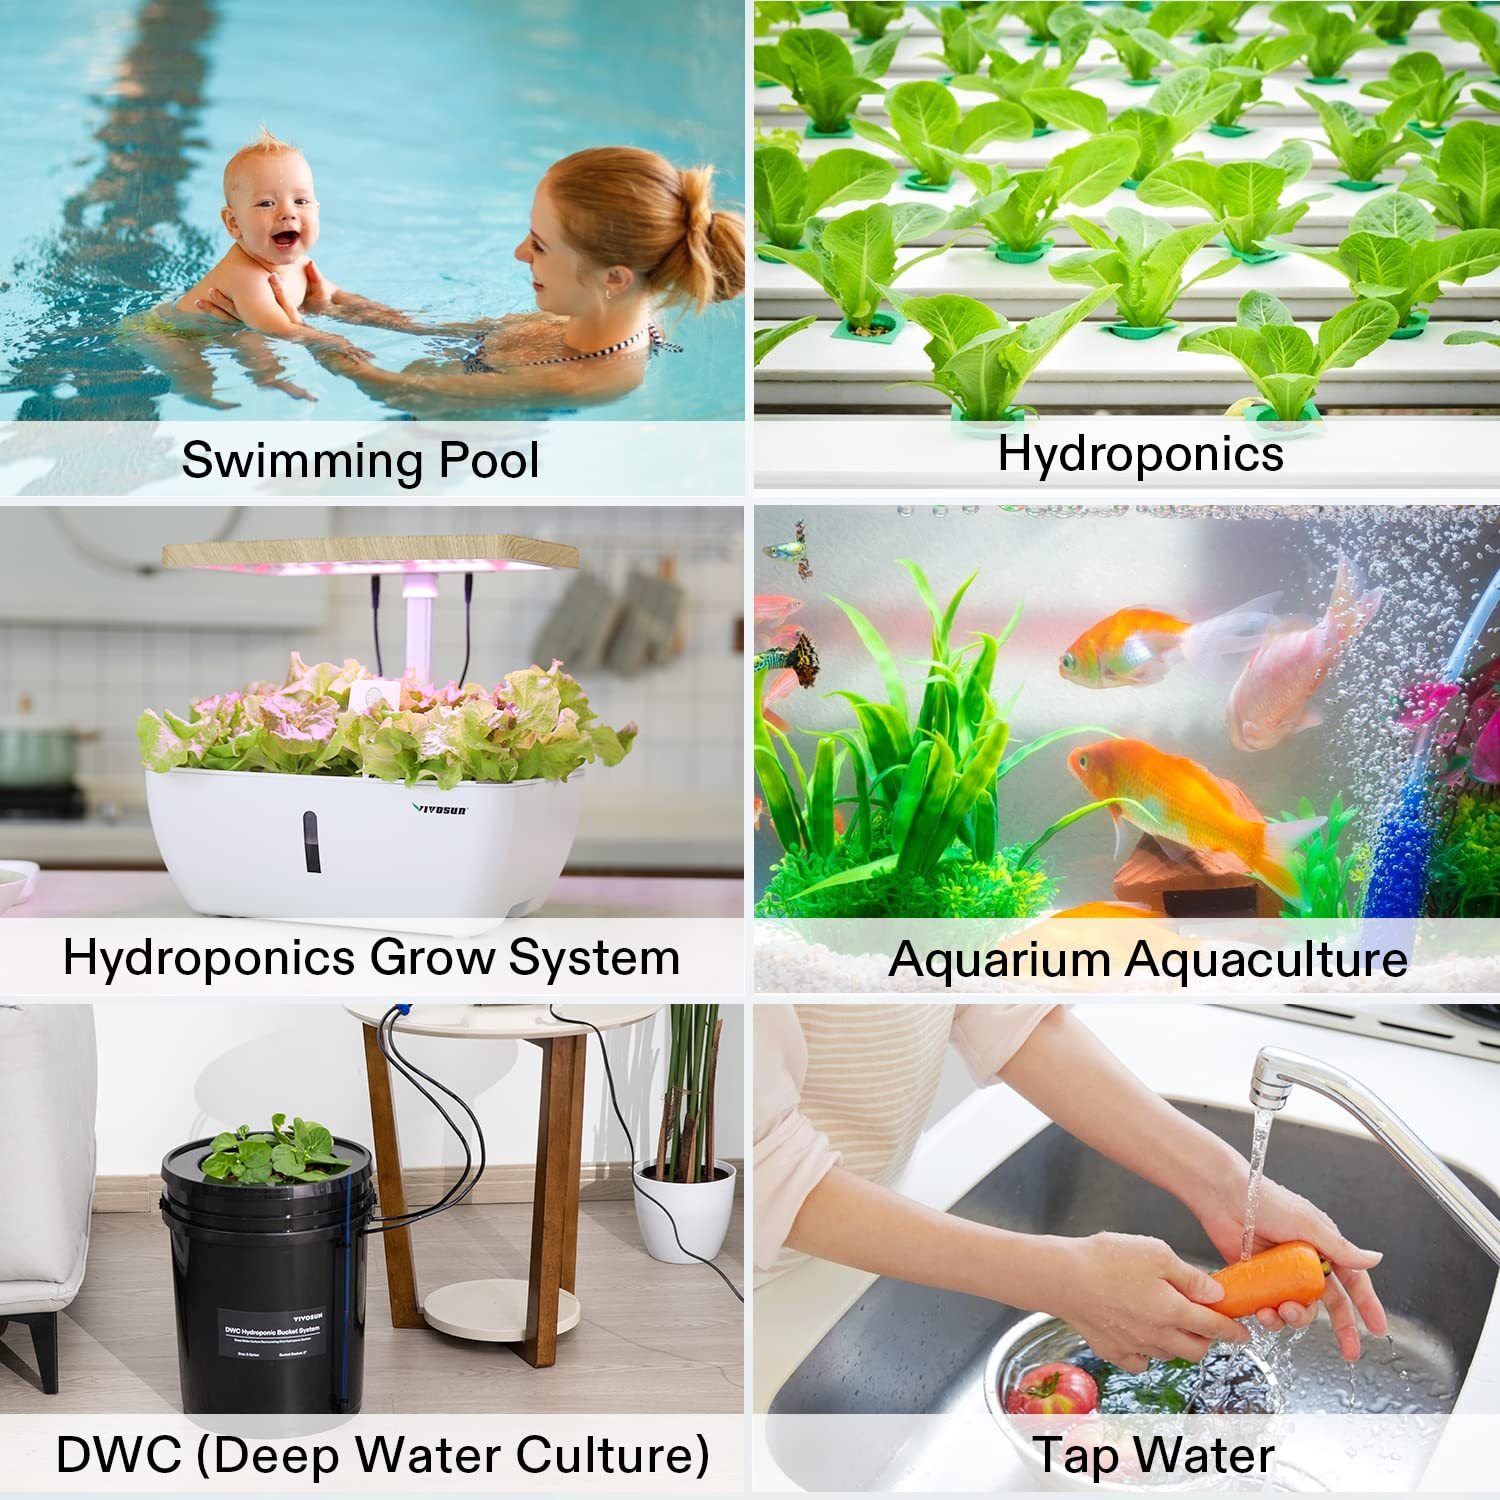 Swimming Pool
Hydroponics
VIVOSUN
Hydroponics Grow System
Aquarium Aquaculture
VIVOSUN
DWC Hydroponic Bucket System
DWC (Deep Water Culture)
Tap Water